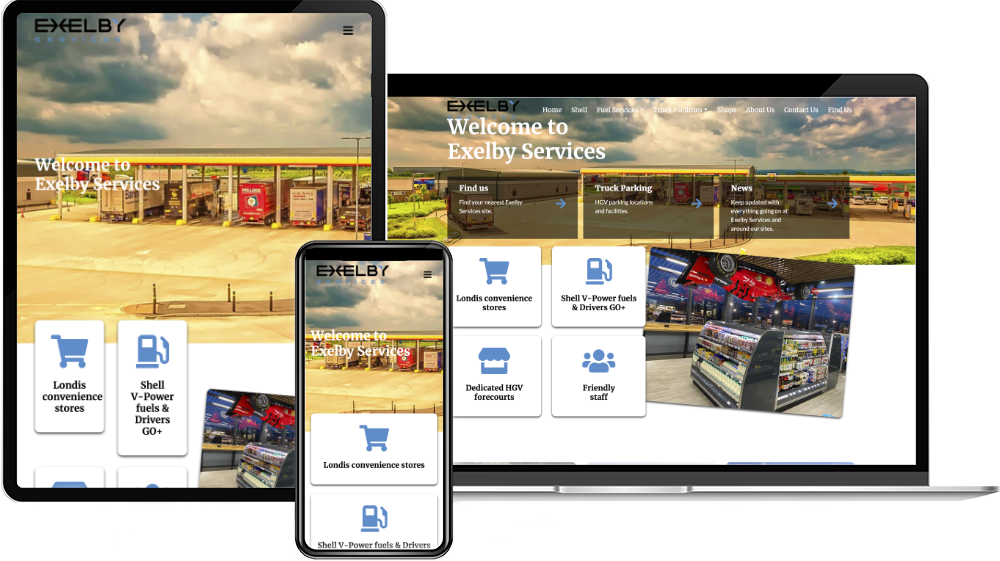 EXELBY
SERVICES
Welcome to
Exelby Services
Londis
convenience
stores
Shell
V-Power
fuels &
Drivers
GO+
EXELBY
SERVICES
Welcome to
Exelby Services
Londis convenience stores
Shell V-Power fuels & Drivers
EXELBY
Home Shell Fuel Services Truck Facilities Shops About Us Contact Us Find Us
Welcome to
Exelby Services
Find us
Find your nearest Exelby
Services site.
Truck Parking
HGV parking locations
and facilities.
News
Keep updated with
everything going on at
Exelby Services and
around our sites.
Londis convenience
stores
Shell V-Power fuels
& Drivers GO+
Dedicated HGV
forecourts
Friendly
staff